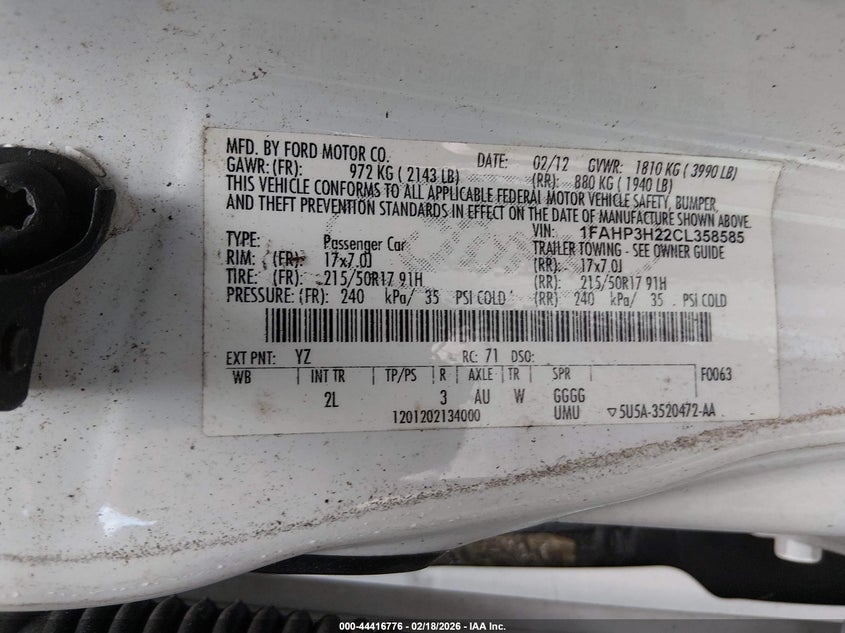 MFD. BY FORD MOTOR CO. DATE: 02/12 GVWR: 1810 KG ( 3990 LB)
GAWR: (FR): 972 KG ( 2143 LB) (RR): 880 KG ( 1940 LB)
THIS VEHICLE CONFORMS TO ALL APPLICABLE FEDERAL MOTOR VEHICLE SAFETY, BUMPER,
AND THEFT PREVENTION STANDARDS IN EFFECT ON THE DATE OF MANUFACTURE SHOWN ABOVE.
VIN: 1FAHP3H22CL358585
TYPE: Passenger Car TRAILER TOWING - SEE OWNER GUIDE
RIM: (FR): 17x7.0J (RR): 17x7.0J
TIRE: (FR): 215/50R17 91H (RR): 215/50R17 91H
PRESSURE: (FR): 240 kPa/ 35 PSI COLD (RR): 240 kPa/ 35 PSI COLD
EXT PNT: YZ RC: 71 DSO:
WB INT TR TP/PS R AXLE TR SPR F0063
2L 3 AU W GGGG
1201202134000 UMU ▽5U5A-3520472-AA
000-44416776 - 02/18/2026 - IAA Inc.